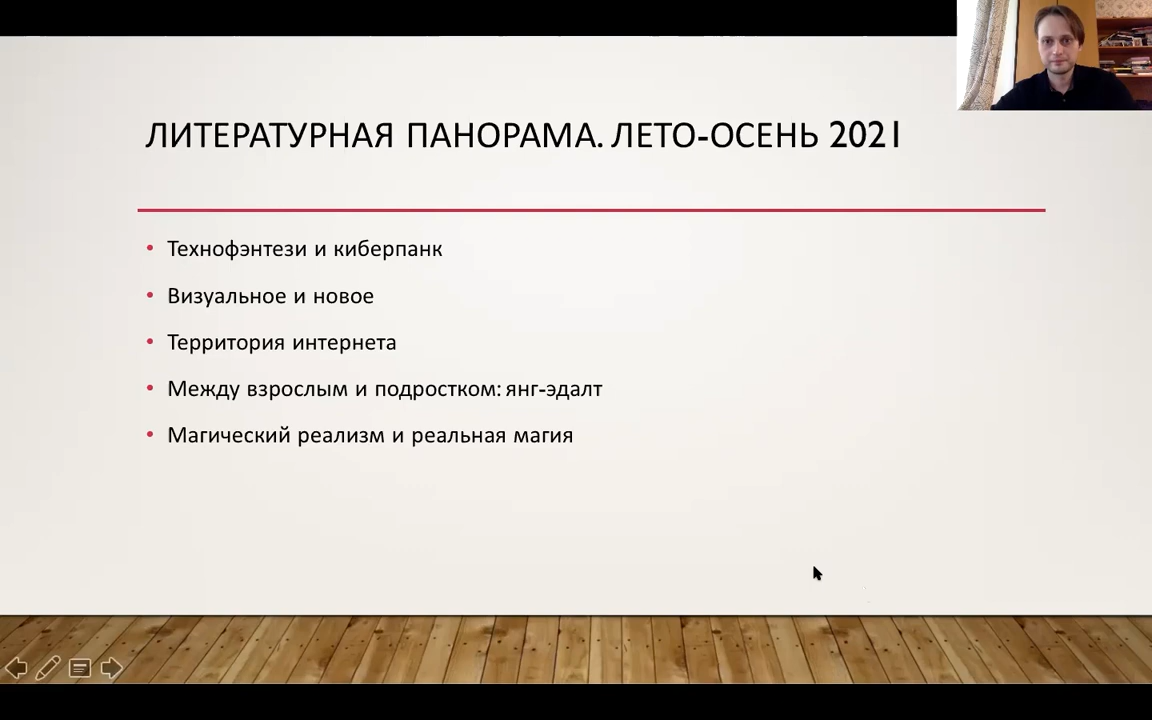 ЛИТЕРАТУРНАЯ ПАНОРАМА. ЛЕТО-ОСЕНЬ 2021
• Технофэнтези и киберпанк
• Визуальное и новое
• Территория интернета
• Между взрослым и подростком: янг-эдалт
• Магический реализм и реальная магия